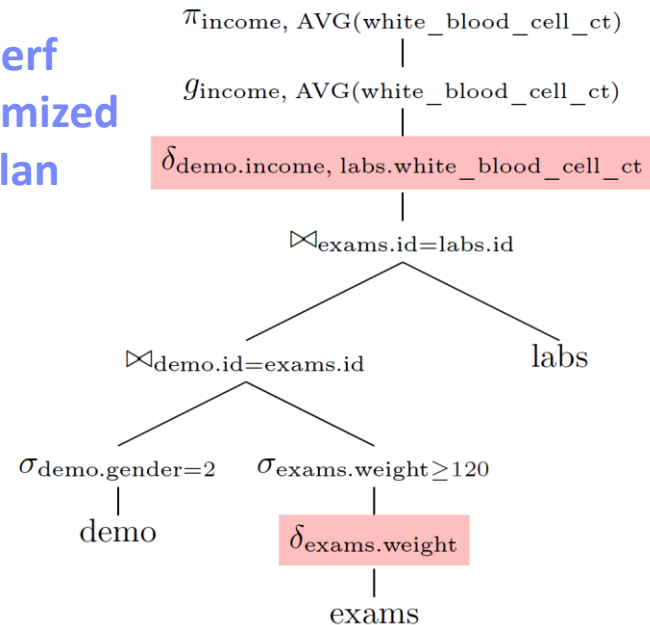 πincome, AVG(white_blood_cell_ct)
erf
gincome, AVG(white_blood_cell_ct)
mized
lan
δdemo.income, labs.white_blood_cell_ct
⋈exams.id=labs.id
⋈demo.id=exams.id
labs
σdemo.gender=2 σexams.weight≥120
demo
δexams.weight
exams